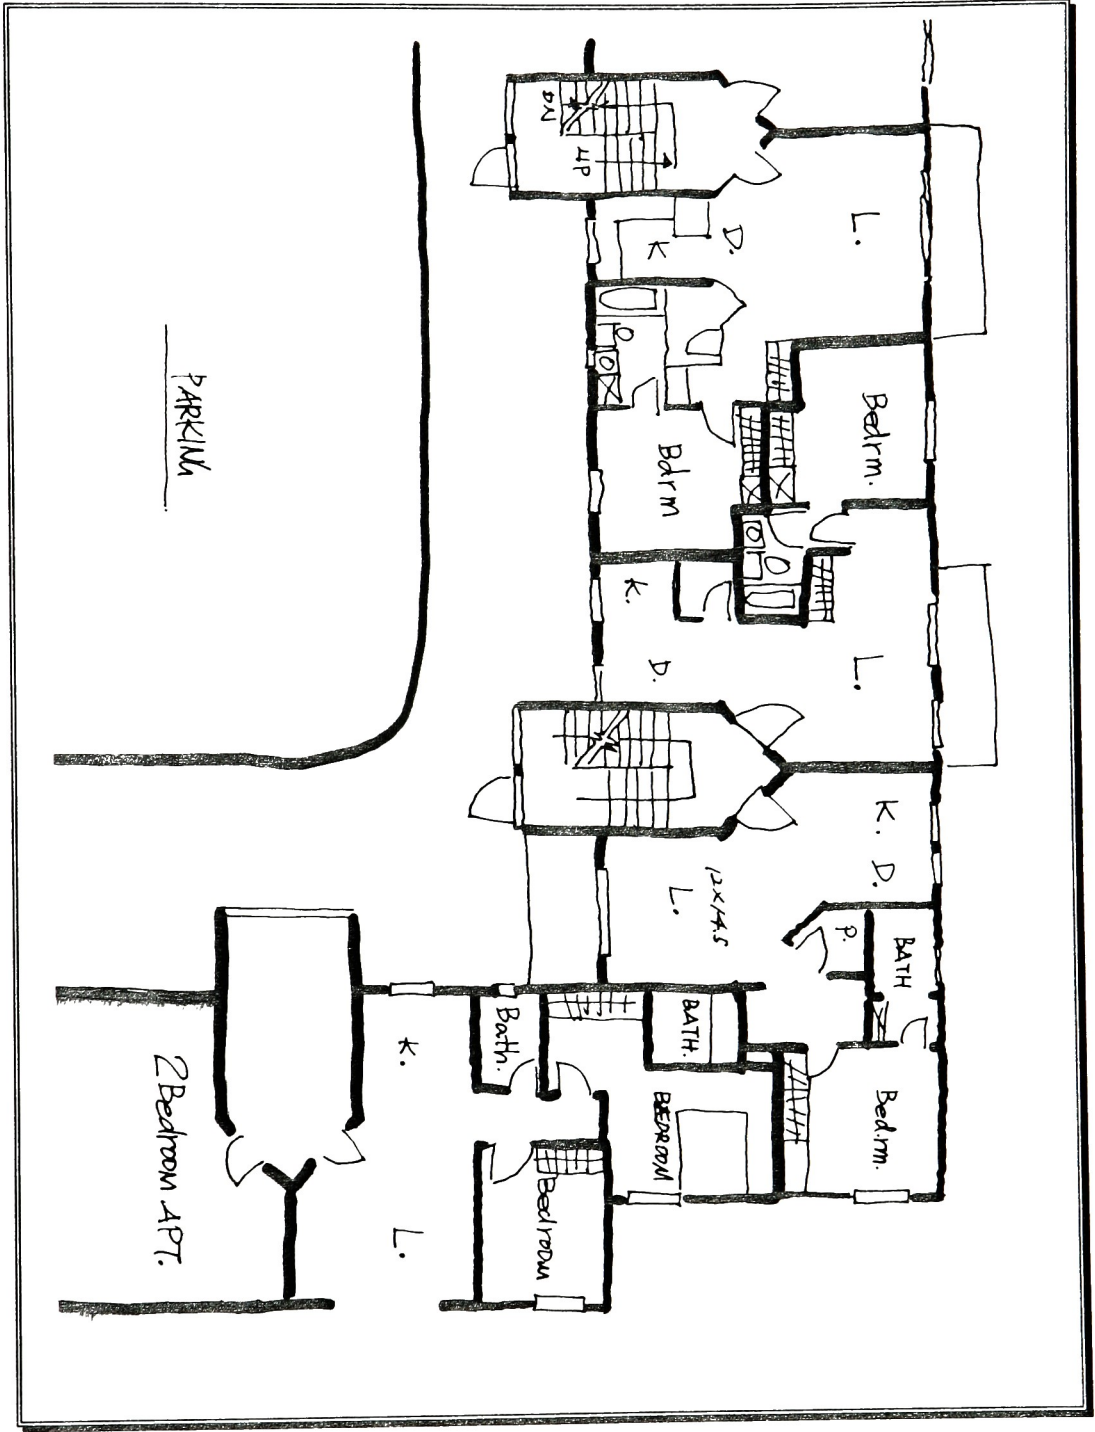 L.
Bedrm.
L.
K.
D.
BATH
Bed.rm.
P.
D.
K
Bdrm
K.
D.
12x14.5
L.
BATH.
BEDROOM
UP
DN
Bath.
Bedroom
K.
L.
PARKING
2 Bedroom APT.